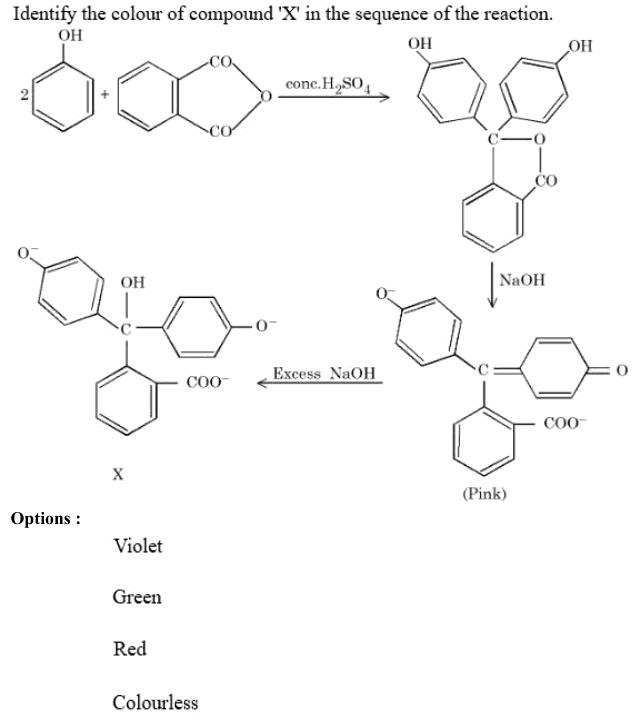 Identify the colour of compound 'X' in the sequence of the reaction.
OH
2
+
CO
O
CO
conc.H₂SO₄
OH
OH
C
O
CO
NaOH
O⁻
OH
C
O⁻
COO⁻
Excess NaOH
O⁻
C
O
COO⁻
X
(Pink)
Options :
Violet
Green
Red
Colourless